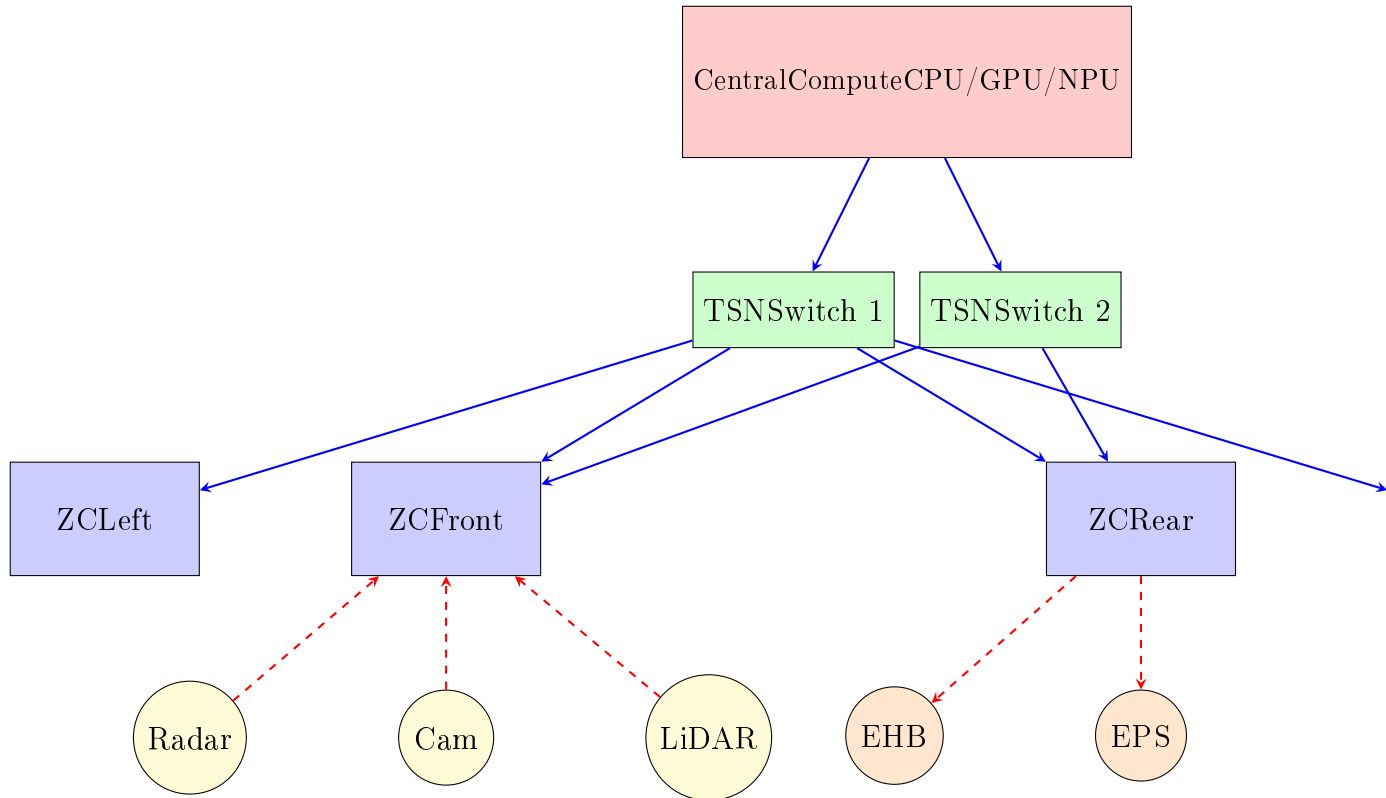 CentralComputeCPU/GPU/NPU
TSNSwitch 1
TSNSwitch 2
ZCLeft
ZCFront
ZCRear
Radar
Cam
LiDAR
EHB
EPS